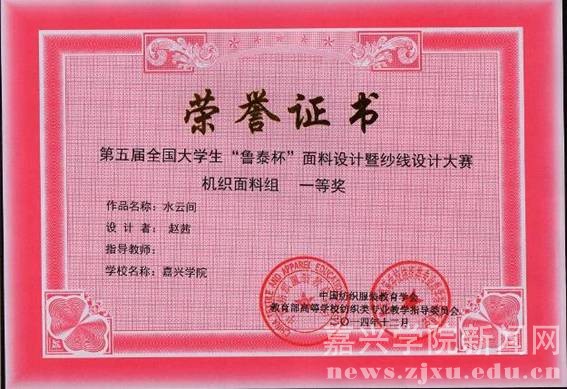 荣誉证书
第五届全国大学生“鲁泰杯”面料设计暨纱线设计大赛
机织面料组 一等奖
作品名称：水云间
设 计 者：赵茜
指导教师：
学校名称：嘉兴学院
中国纺织服装教育学会
教育部高等学校纺织类专业教学指导委员会
二〇一四年十二月
嘉兴学院新闻网
news.zjxu.edu.cn